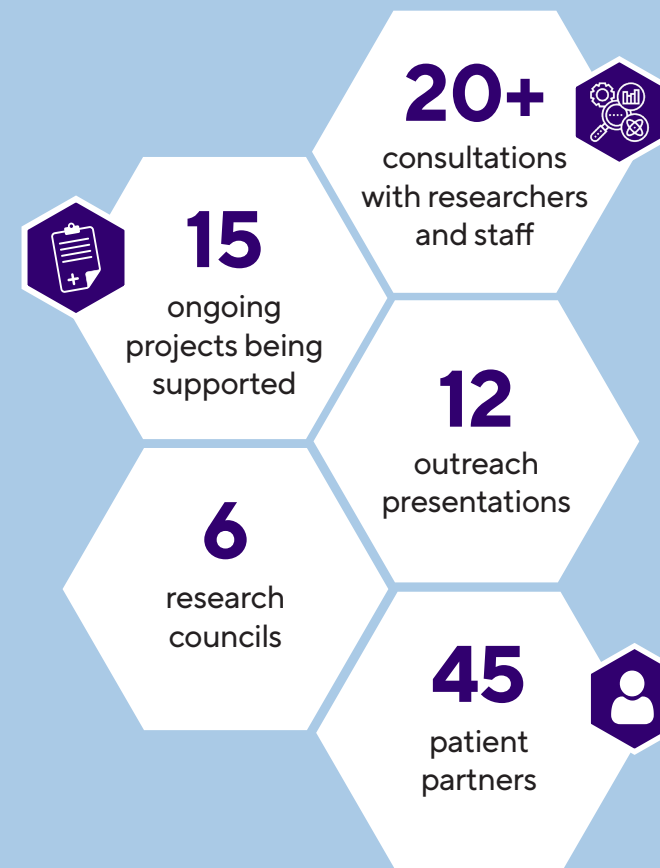 20+
consultations
with researchers
and staff
15
ongoing
projects being
supported
12
outreach
presentations
6
research
councils
45
patient
partners